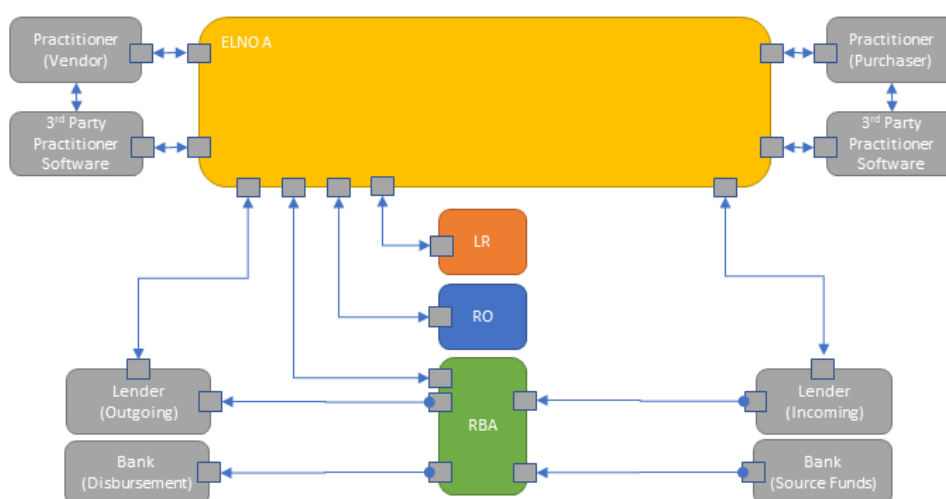 Practitioner
(Vendor)
ELNO A
Practitioner
(Purchaser)
3rd Party
Practitioner
Software
3rd Party
Practitioner
Software
LR
RO
RBA
Lender
(Outgoing)
Lender
(Incoming)
Bank
(Disbursement)
Bank
(Source Funds)